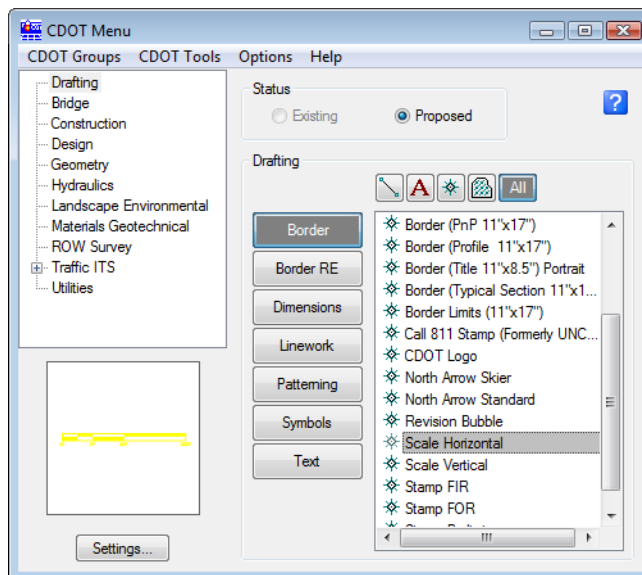 CDOT Menu
CDOT Groups CDOT Tools Options Help
Drafting
Bridge
Construction
Design
Geometry
Hydraulics
Landscape Environmental
Materials Geotechnical
ROW Survey
Traffic ITS
Utilities
Status
Existing Proposed
?
Drafting
A All
Border
Border RE
Dimensions
Linework
Patterning
Symbols
Text
Border (PnP 11"x17")
Border (Profile 11"x17")
Border (Title 11"x8.5") Portrait
Border (Typical Section 11"x1...
Border Limits (11"x17")
Call 811 Stamp (Formerly UNC...
CDOT Logo
North Arrow Skier
North Arrow Standard
Revision Bubble
Scale Horizontal
Scale Vertical
Stamp FIR
Stamp FOR
Settings...